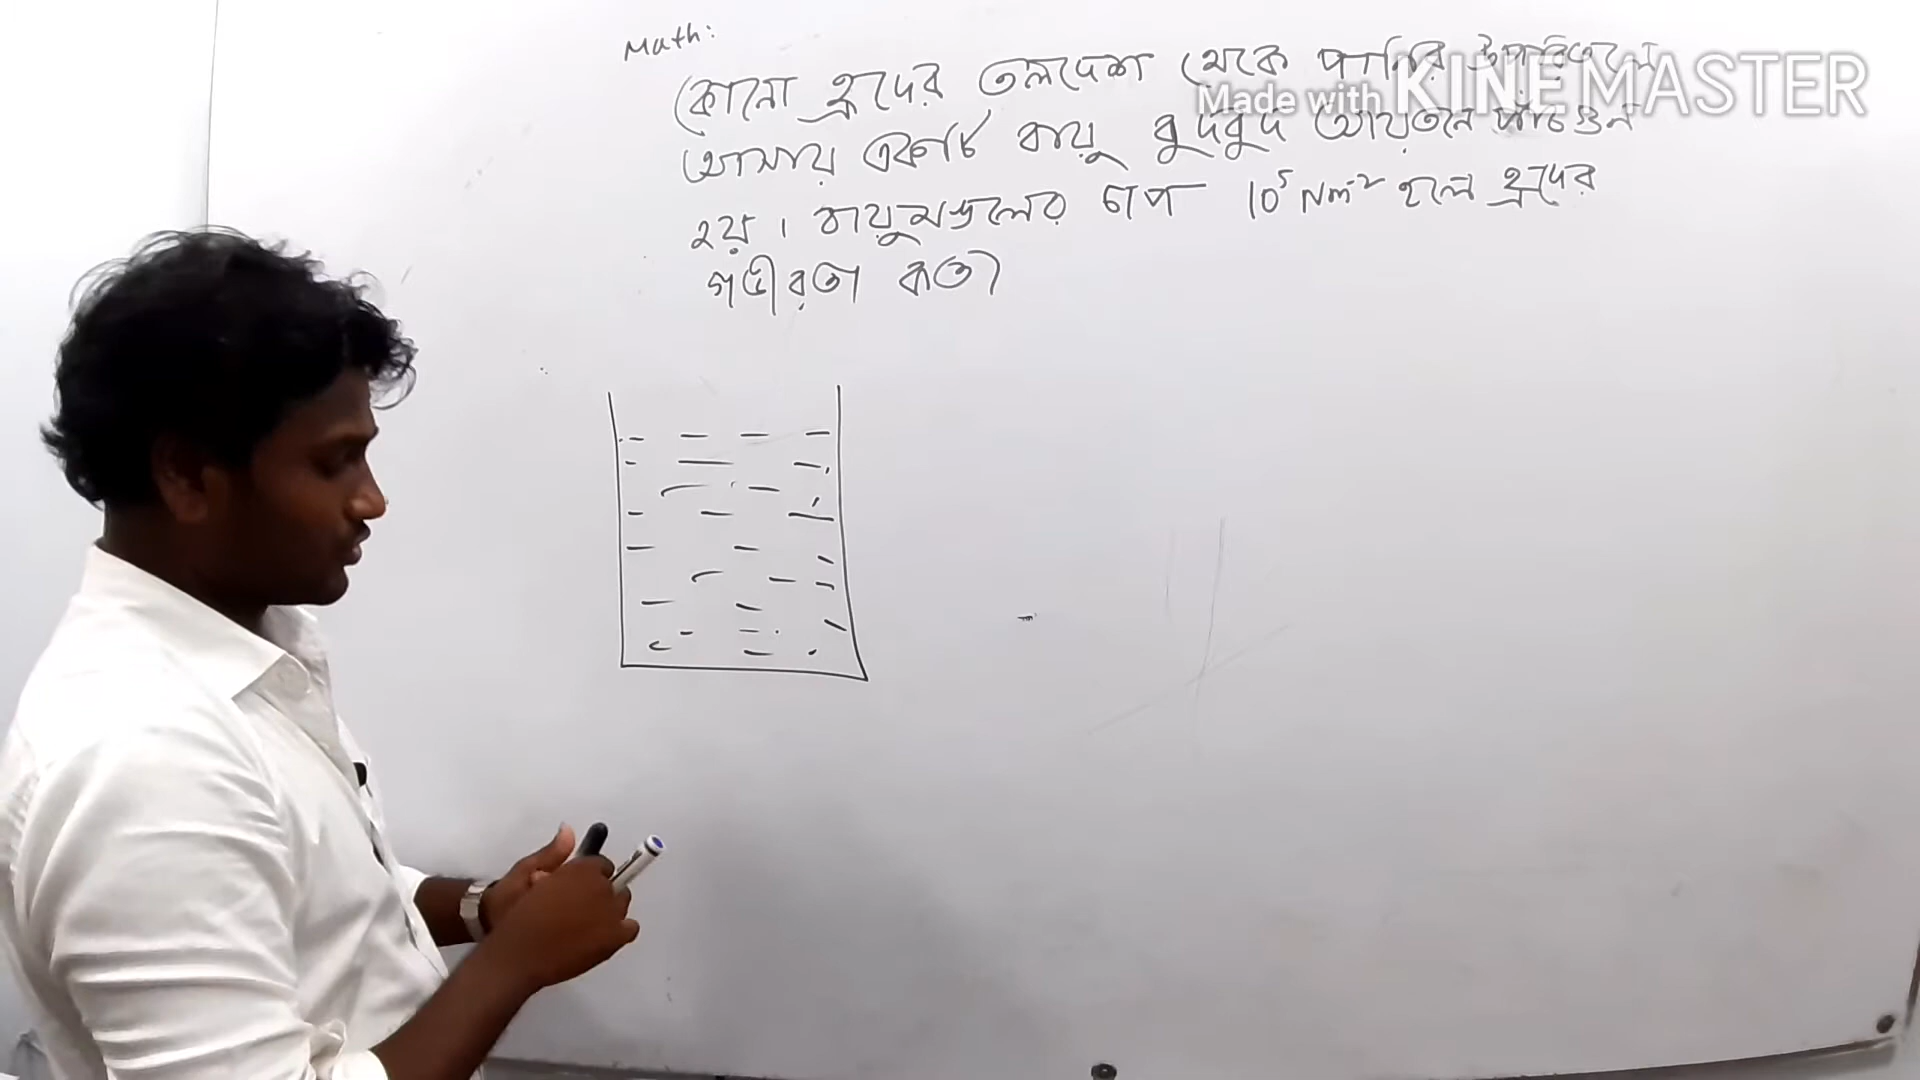 Math:
কোনো হ্রদের তলদেশ থেকে পানির উপরিতলে
Made with KINEMASTER
আসায় একটি বায়ু বুদবুদ আয়তনে পাঁচগুন
হয়। বায়ুমণ্ডলের চাপ 10⁵ Nm⁻² হলে হ্রদের
গভীরতা কত?